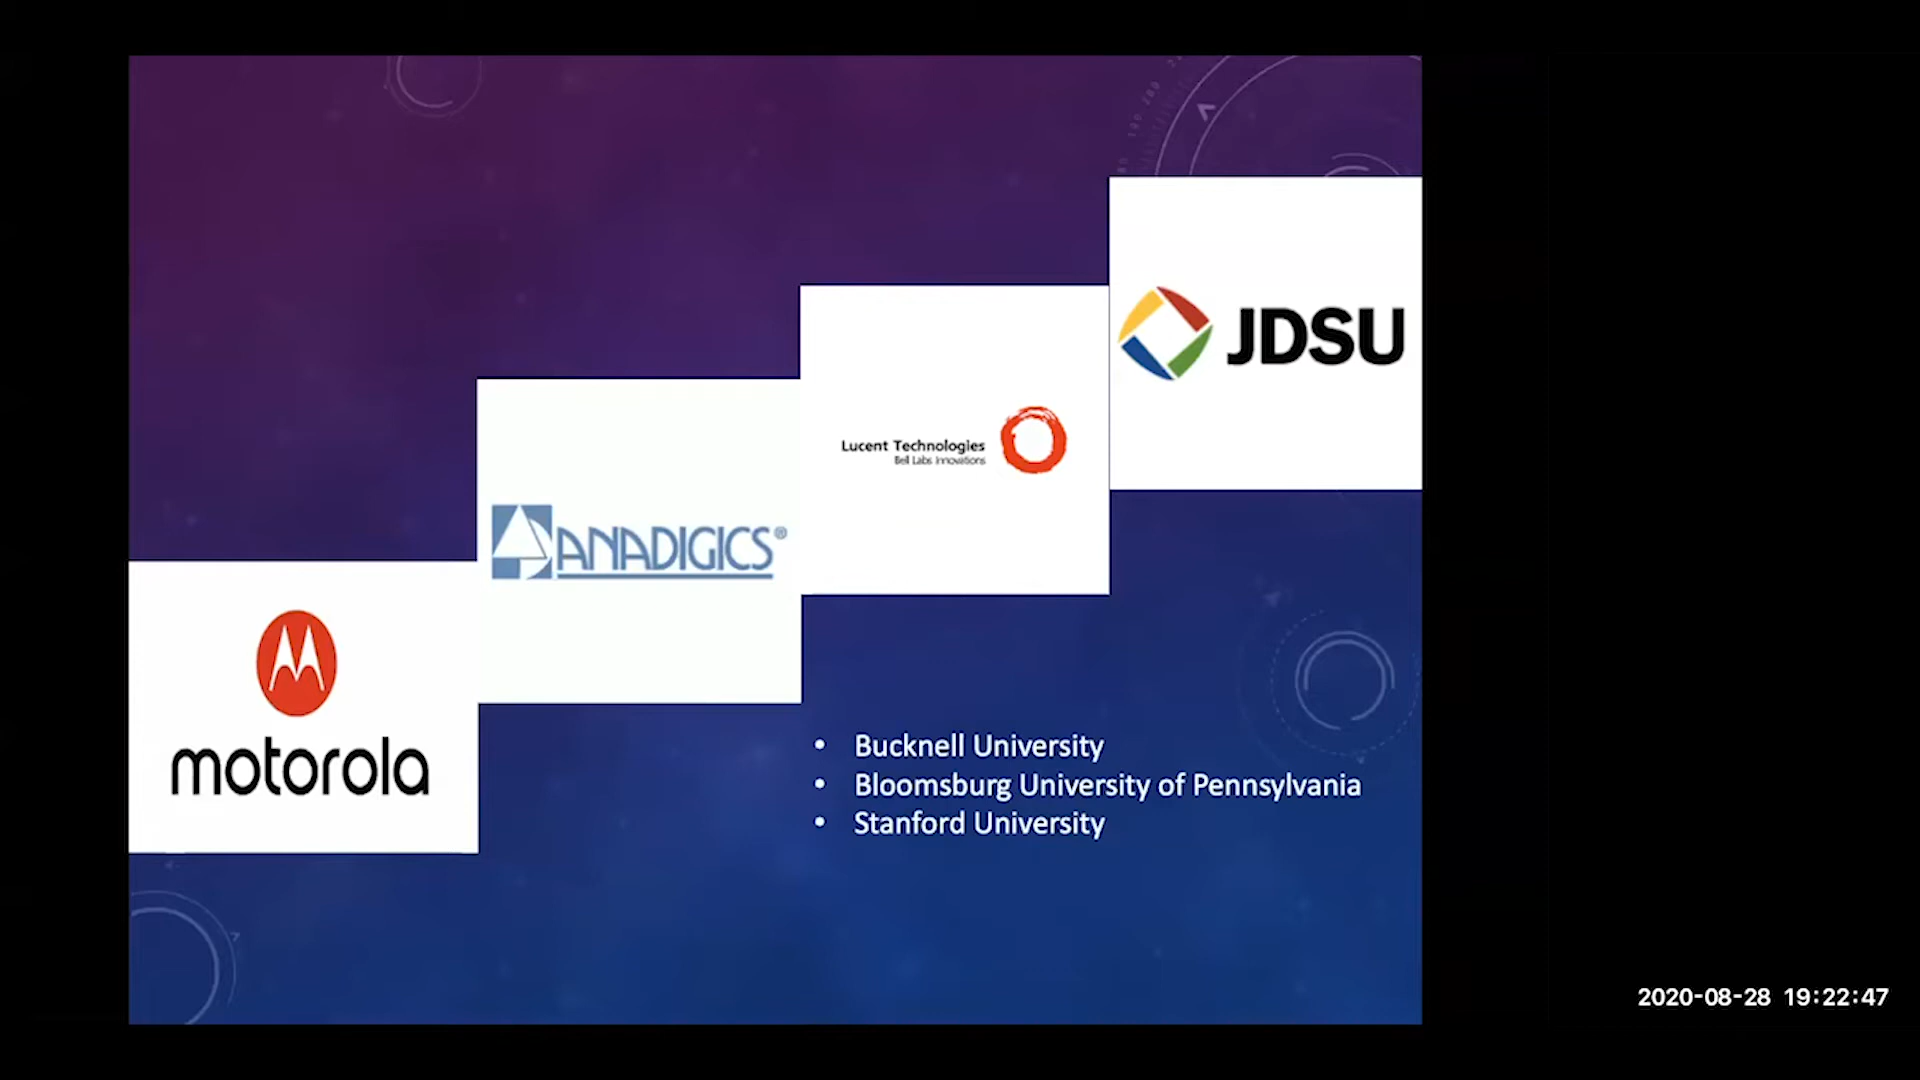 JDSU
Lucent Technologies
Bell Labs Innovations
ANADIGICS®
motorola
• Bucknell University
• Bloomsburg University of Pennsylvania
• Stanford University
2020-08-28 19:22:47